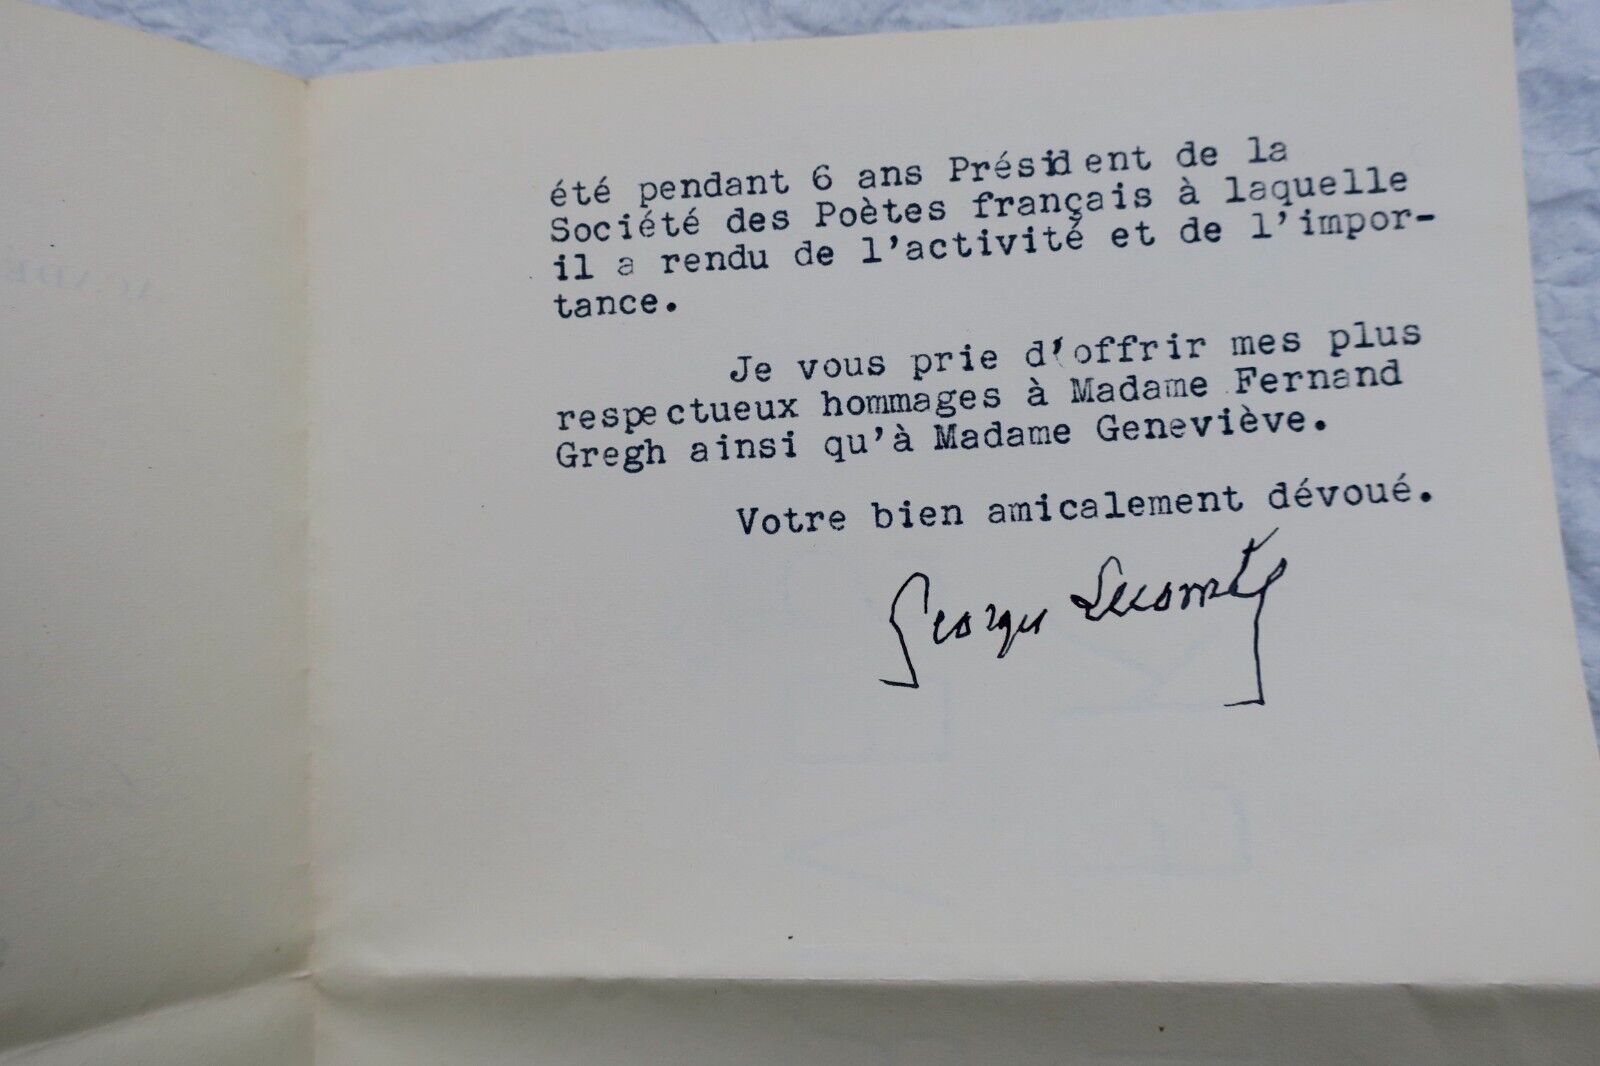 été pendant 6 ans Président de la
Société des Poètes français à laquelle
il a rendu de l'activité et de l'impor-
tance.
Je vous prie d'offrir mes plus
respectueux hommages à Madame Fernand
Gregh ainsi qu'à Madame Geneviève.
Votre bien amicalement dévoué.
Georges Lecomte